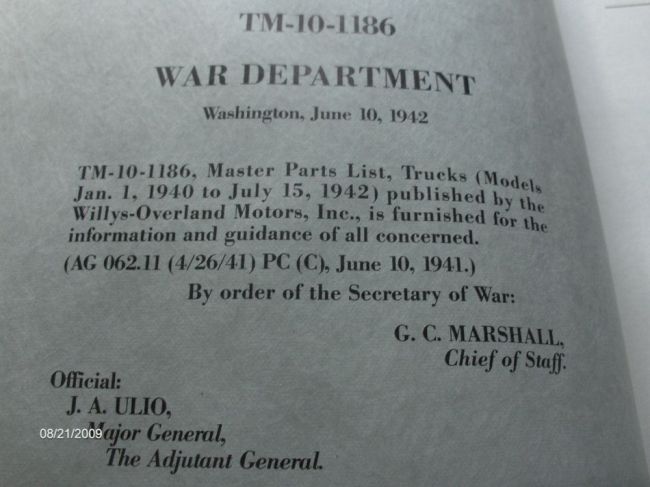 TM-10-1186
WAR DEPARTMENT
Washington, June 10, 1942
TM-10-1186, Master Parts List, Trucks (Models
Jan. 1, 1940 to July 15, 1942) published by the
Willys-Overland Motors, Inc., is furnished for the
information and guidance of all concerned.
(AG 062.11 (4/26/41) PC (C), June 10, 1941.)
By order of the Secretary of War:
G. C. MARSHALL,
Chief of Staff.
Official:
J. A. ULIO,
Major General,
The Adjutant General.
08/21/2009